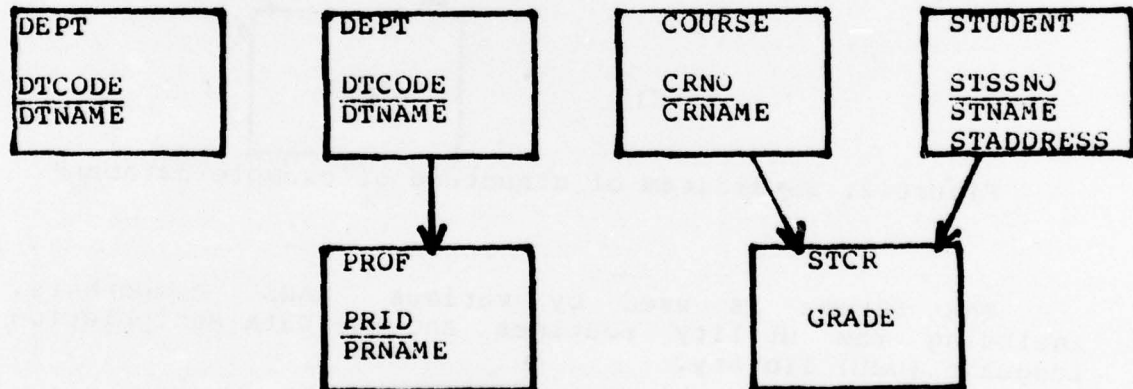 DEPT
DTCODE
DTNAME
DEPT
DTCODE
DTNAME
COURSE
CRNO
CRNAME
STUDENT
STSSNO
STNAME
STADDRESS
PROF
PRID
PRNAME
STCR
GRADE